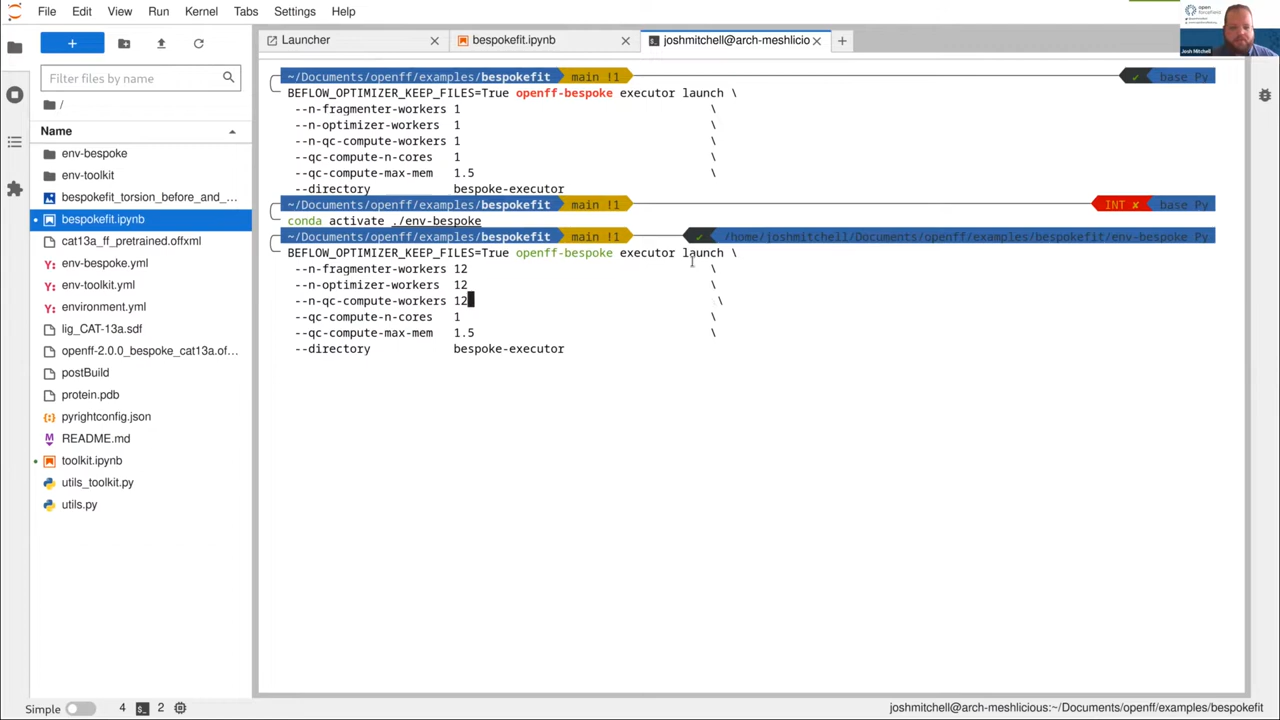 File Edit View Run Kernel Tabs Settings Help
open
Josh Mitchell
Launcher
bespokefit.ipynb
joshmitchell@arch-meshlicio
Filter files by name
/
Name
env-bespoke
env-toolkit
bespokefit_torsion_before_and_...
bespokefit.ipynb
cat13a_ff_pretrained.offxml
env-bespoke.yml
env-toolkit.yml
environment.yml
lig_CAT-13a.sdf
openff-2.0.0_bespoke_cat13a.of...
postBuild
protein.pdb
pyrightconfig.json
README.md
toolkit.ipynb
utils_toolkit.py
utils.py
~/Documents/openff/examples/bespokefit main !1 ✔ base Py
BEFLOW_OPTIMIZER_KEEP_FILES=True openff-bespoke executor launch \
--n-fragmenter-workers 1 \
--n-optimizer-workers 1 \
--n-qc-compute-workers 1 \
--qc-compute-n-cores 1 \
--qc-compute-max-mem 1.5 \
--directory bespoke-executor
~/Documents/openff/examples/bespokefit main !1 INT ✘ base Py
conda activate ./env-bespoke
~/Documents/openff/examples/bespokefit main !1 ✔ /home/joshmitchell/Documents/openff/examples/bespokefit/env-bespoke Py
BEFLOW_OPTIMIZER_KEEP_FILES=True openff-bespoke executor launch \
--n-fragmenter-workers 12 \
--n-optimizer-workers 12 \
--n-qc-compute-workers 12 \
--qc-compute-n-cores 1 \
--qc-compute-max-mem 1.5 \
--directory bespoke-executor
Simple 4 2
joshmitchell@arch-meshlicious:~/Documents/openff/examples/bespokefit